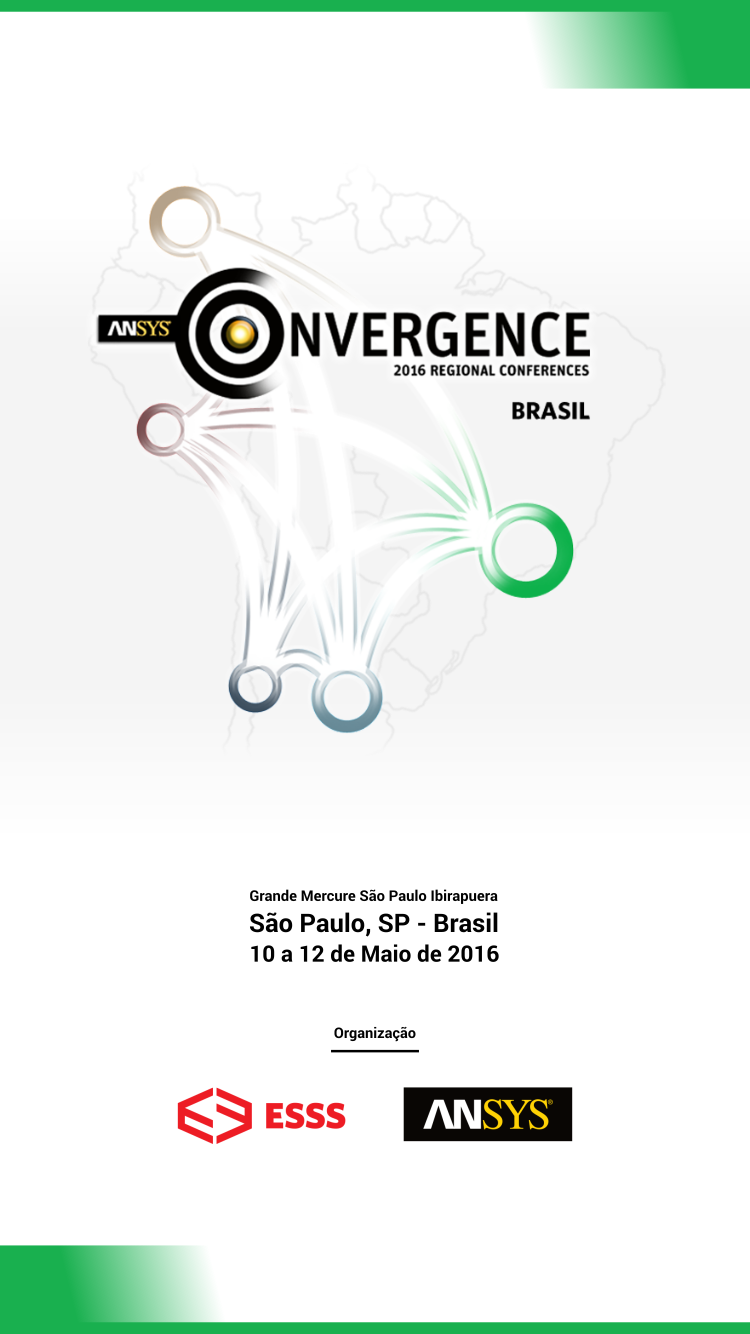 ANSYS CONVERGENCE
2016 REGIONAL CONFERENCES
BRASIL
Grande Mercure São Paulo Ibirapuera
São Paulo, SP - Brasil
10 a 12 de Maio de 2016
Organização
ESSS ANSYS®